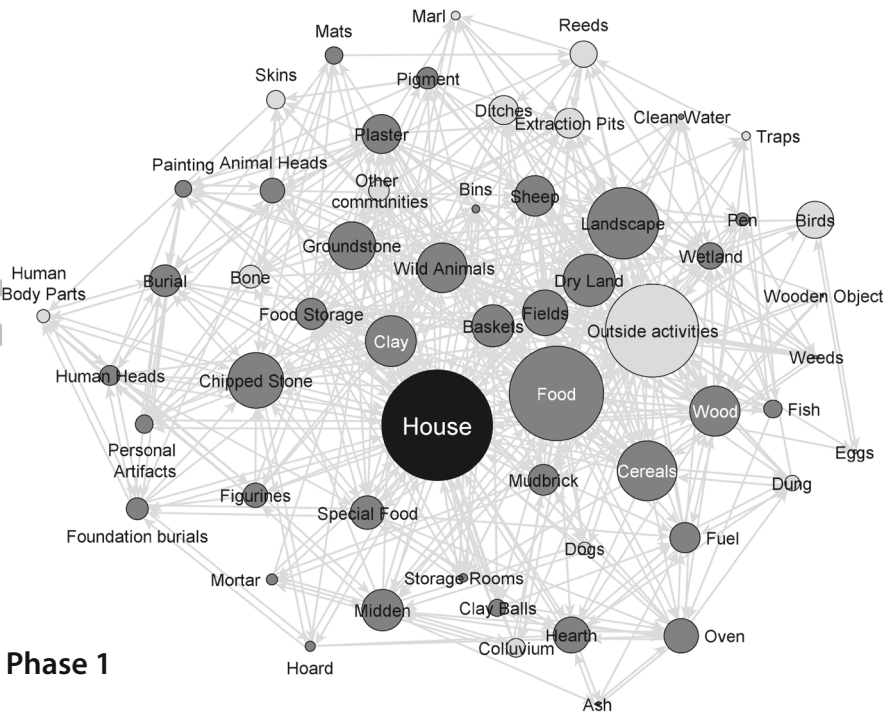 Marl
Reeds
Mats
Skins
Pigment
Ditches
Extraction Pits
Clean Water
Traps
Plaster
Painting
Animal Heads
Other
communities
Bins
Sheep
Landscape
Pen
Birds
Groundstone
Wild Animals
Wetland
Human
Body Parts
Burial
Bone
Dry Land
Wooden Object
Food Storage
Baskets
Fields
Outside activities
Clay
Weeds
Human Heads
Chipped Stone
Food
House
Wood
Fish
Personal
Artifacts
Eggs
Cereals
Mudbrick
Dung
Figurines
Special Food
Foundation burials
Fuel
Dogs
Mortar
Storage Rooms
Midden
Clay Balls
Hearth
Oven
Colluvium
Phase 1
Hoard
Ash